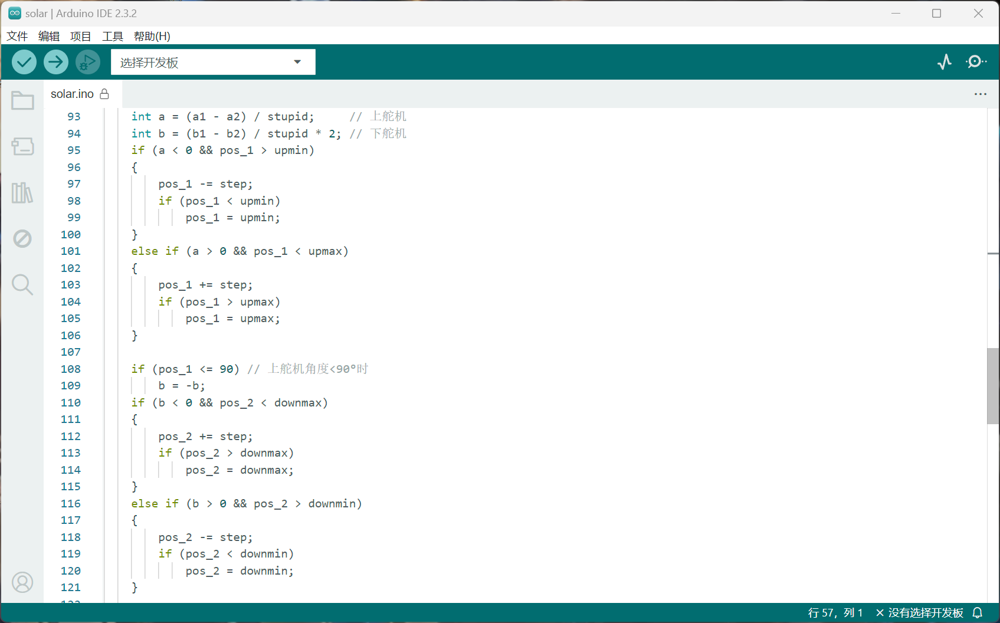 solar | Arduino IDE 2.3.2
文件 编辑 项目 工具 帮助(H)
选择开发板
solar.ino
93 int a = (a1 - a2) / stupid; // 上舵机
94 int b = (b1 - b2) / stupid * 2; // 下舵机
95 if (a < 0 && pos_1 > upmin)
96 {
97 pos_1 -= step;
98 if (pos_1 < upmin)
99 pos_1 = upmin;
100 }
101 else if (a > 0 && pos_1 < upmax)
102 {
103 pos_1 += step;
104 if (pos_1 > upmax)
105 pos_1 = upmax;
106 }
107
108 if (pos_1 <= 90) // 上舵机角度<90°时
109 b = -b;
110 if (b < 0 && pos_2 < downmax)
111 {
112 pos_2 += step;
113 if (pos_2 > downmax)
114 pos_2 = downmax;
115 }
116 else if (b > 0 && pos_2 > downmin)
117 {
118 pos_2 -= step;
119 if (pos_2 < downmin)
120 pos_2 = downmin;
121 }
行 57，列 1 × 没有选择开发板